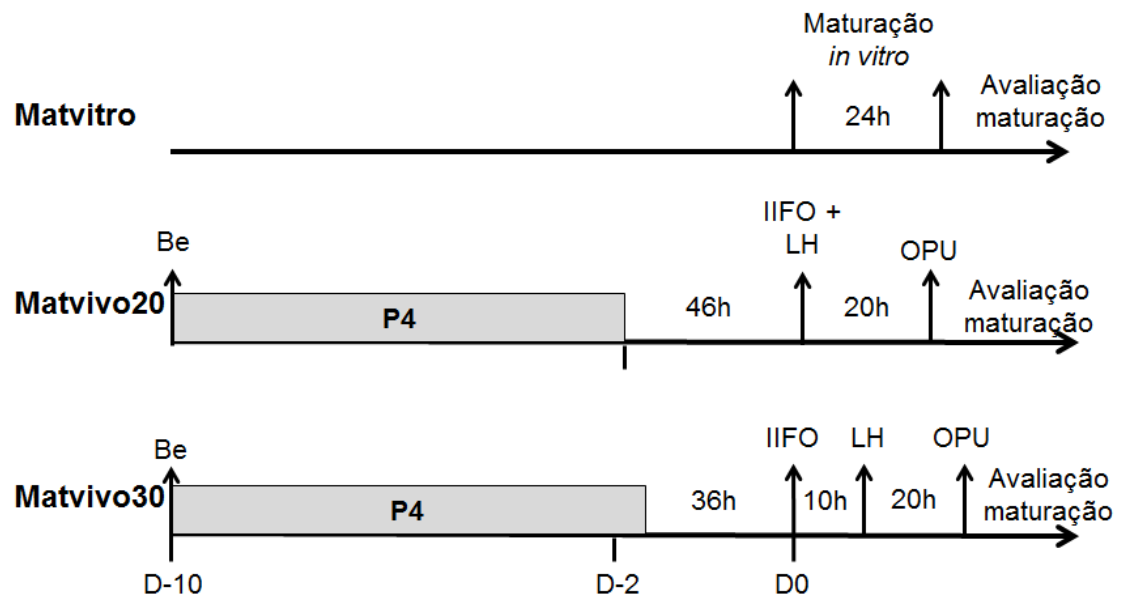 Maturação
in vitro
Matvitro
24h
Avaliação
maturação
Be
IIFO +
LH
OPU
Matvivo20
P4
46h
20h
Avaliação
maturação
Be
IIFO LH OPU
Matvivo30
P4
36h
10h
20h
Avaliação
maturação
D-10
D-2
D0